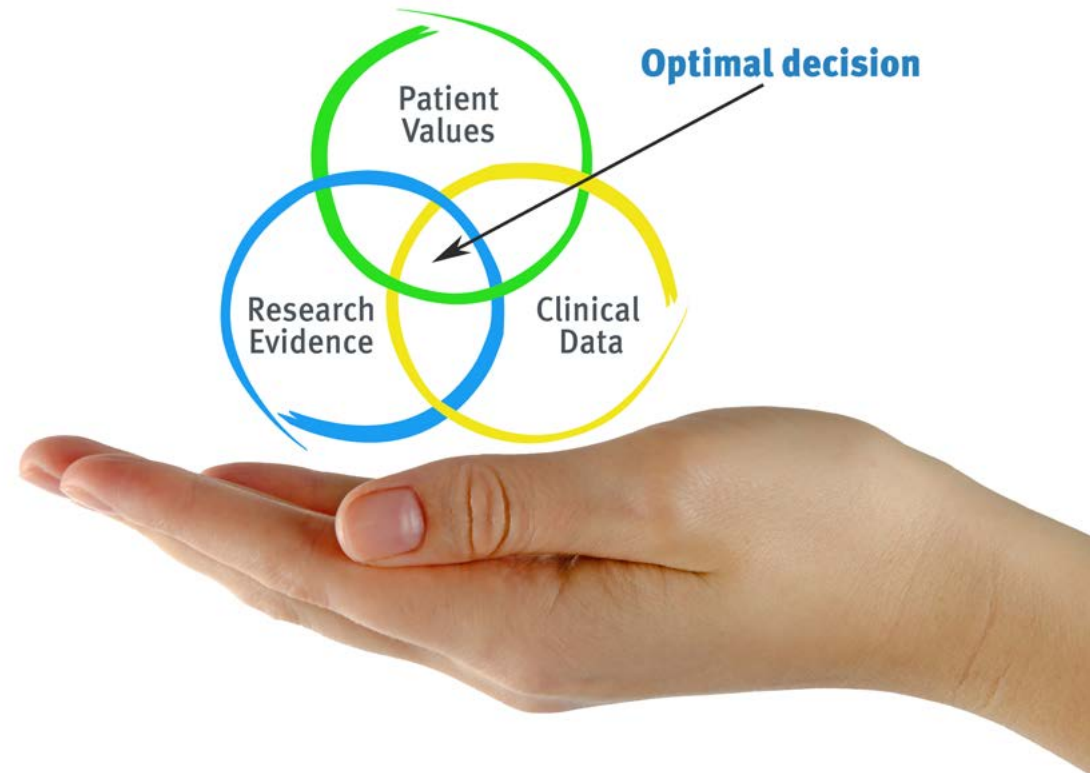 Optimal decision
Patient
Values
Research
Evidence
Clinical
Data